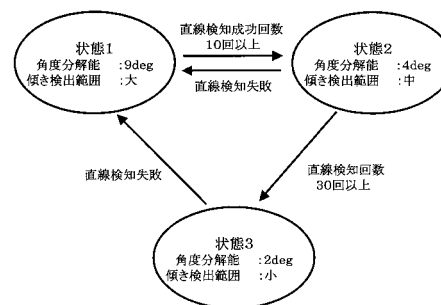 状態1
角度分解能 :9deg
傾き検出範囲 :大
直線検知成功回数
10回以上
直線検知失敗
状態2
角度分解能 :4deg
傾き検出範囲 :中
直線検知失敗
直線検知回数
30回以上
状態3
角度分解能 :2deg
傾き検出範囲 :小